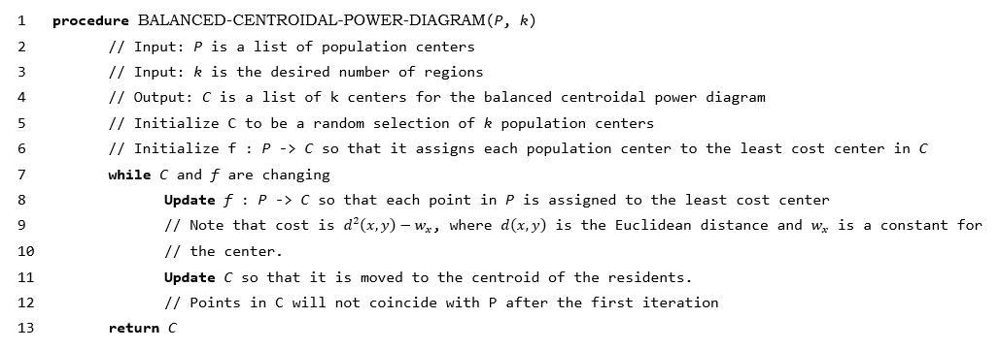 1 procedure BALANCED-CENTROIDAL-POWER-DIAGRAM(P, k)
2 // Input: P is a list of population centers
3 // Input: k is the desired number of regions
4 // Output: C is a list of k centers for the balanced centroidal power diagram
5 // Initialize C to be a random selection of k population centers
6 // Initialize f : P -> C so that it assigns each population center to the least cost center in C
7 while C and f are changing
8 Update f : P -> C so that each point in P is assigned to the least cost center
9 // Note that cost is d²(x,y) − wₓ, where d(x,y) is the Euclidean distance and wₓ is a constant for
10 // the center.
11 Update C so that it is moved to the centroid of the residents.
12 // Points in C will not coincide with P after the first iteration
13 return C